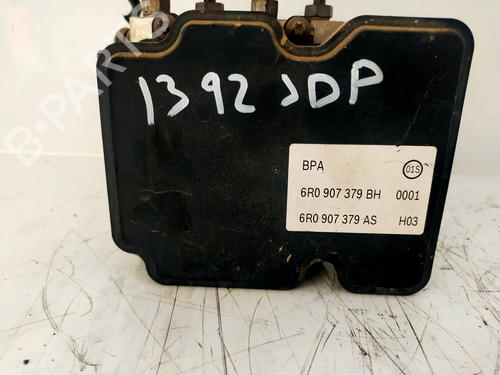 B-PARTS
1392 JDP
BPA 01S
6R0 907 379 BH 0001
6R0 907 379 AS H03